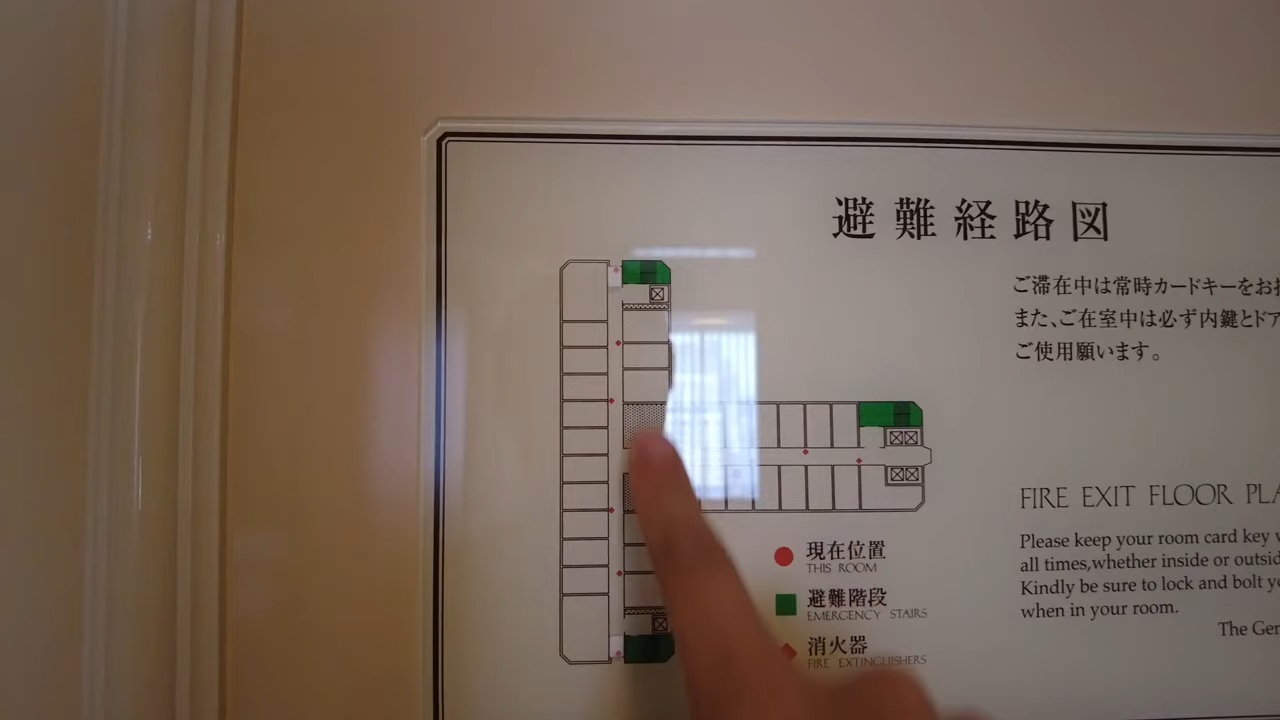 避難経路図
ご滞在中は常時カードキーをお
また、ご在室中は必ず内鍵とドア
ご使用願います。
FIRE EXIT FLOOR
Please keep your room card key
all times, whether inside or
Kindly be sure to lock and bolt
when in your room.
The
現在位置
THIS ROOM
避難階段
EMERGENCY STAIRS
消火器
FIRE EXTINGUISHERS